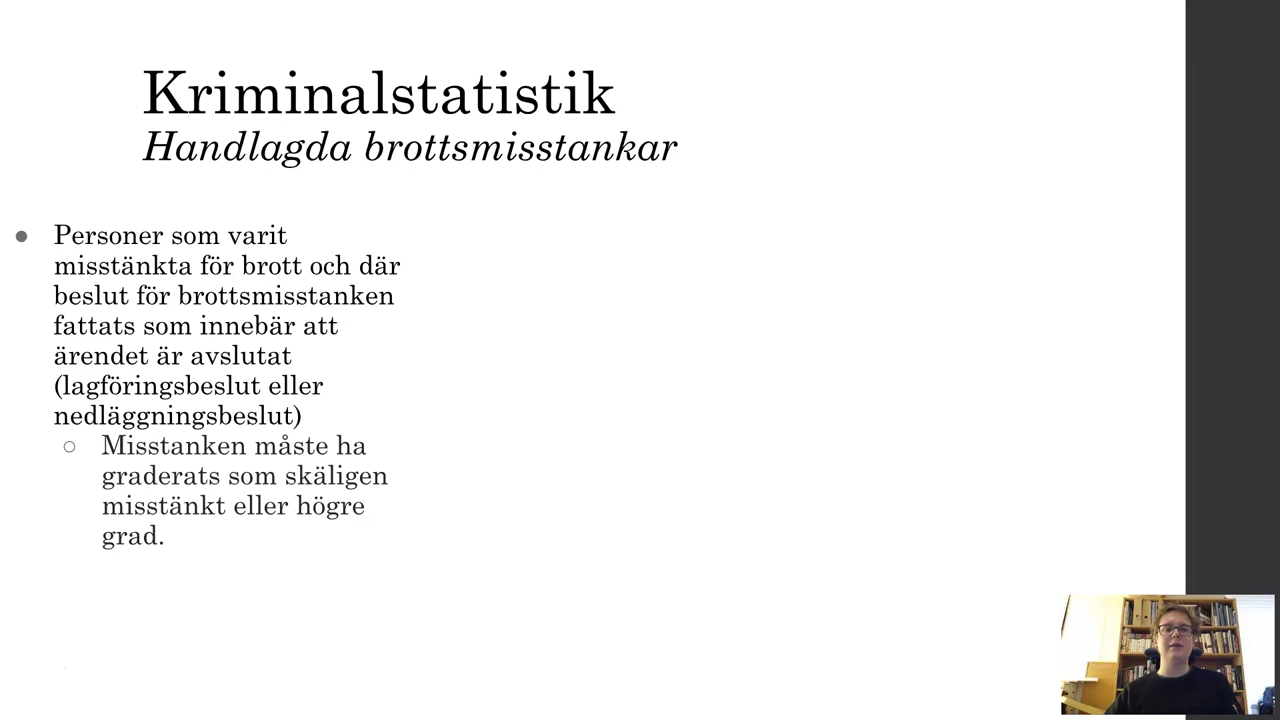 Kriminalstatistik
Handlagda brottsmisstankar
● Personer som varit
misstänkta för brott och där
beslut för brottsmisstanken
fattats som innebär att
ärendet är avslutat
(lagföringsbeslut eller
nedläggningsbeslut)
○ Misstanken måste ha
graderats som skäligen
misstänkt eller högre
grad.